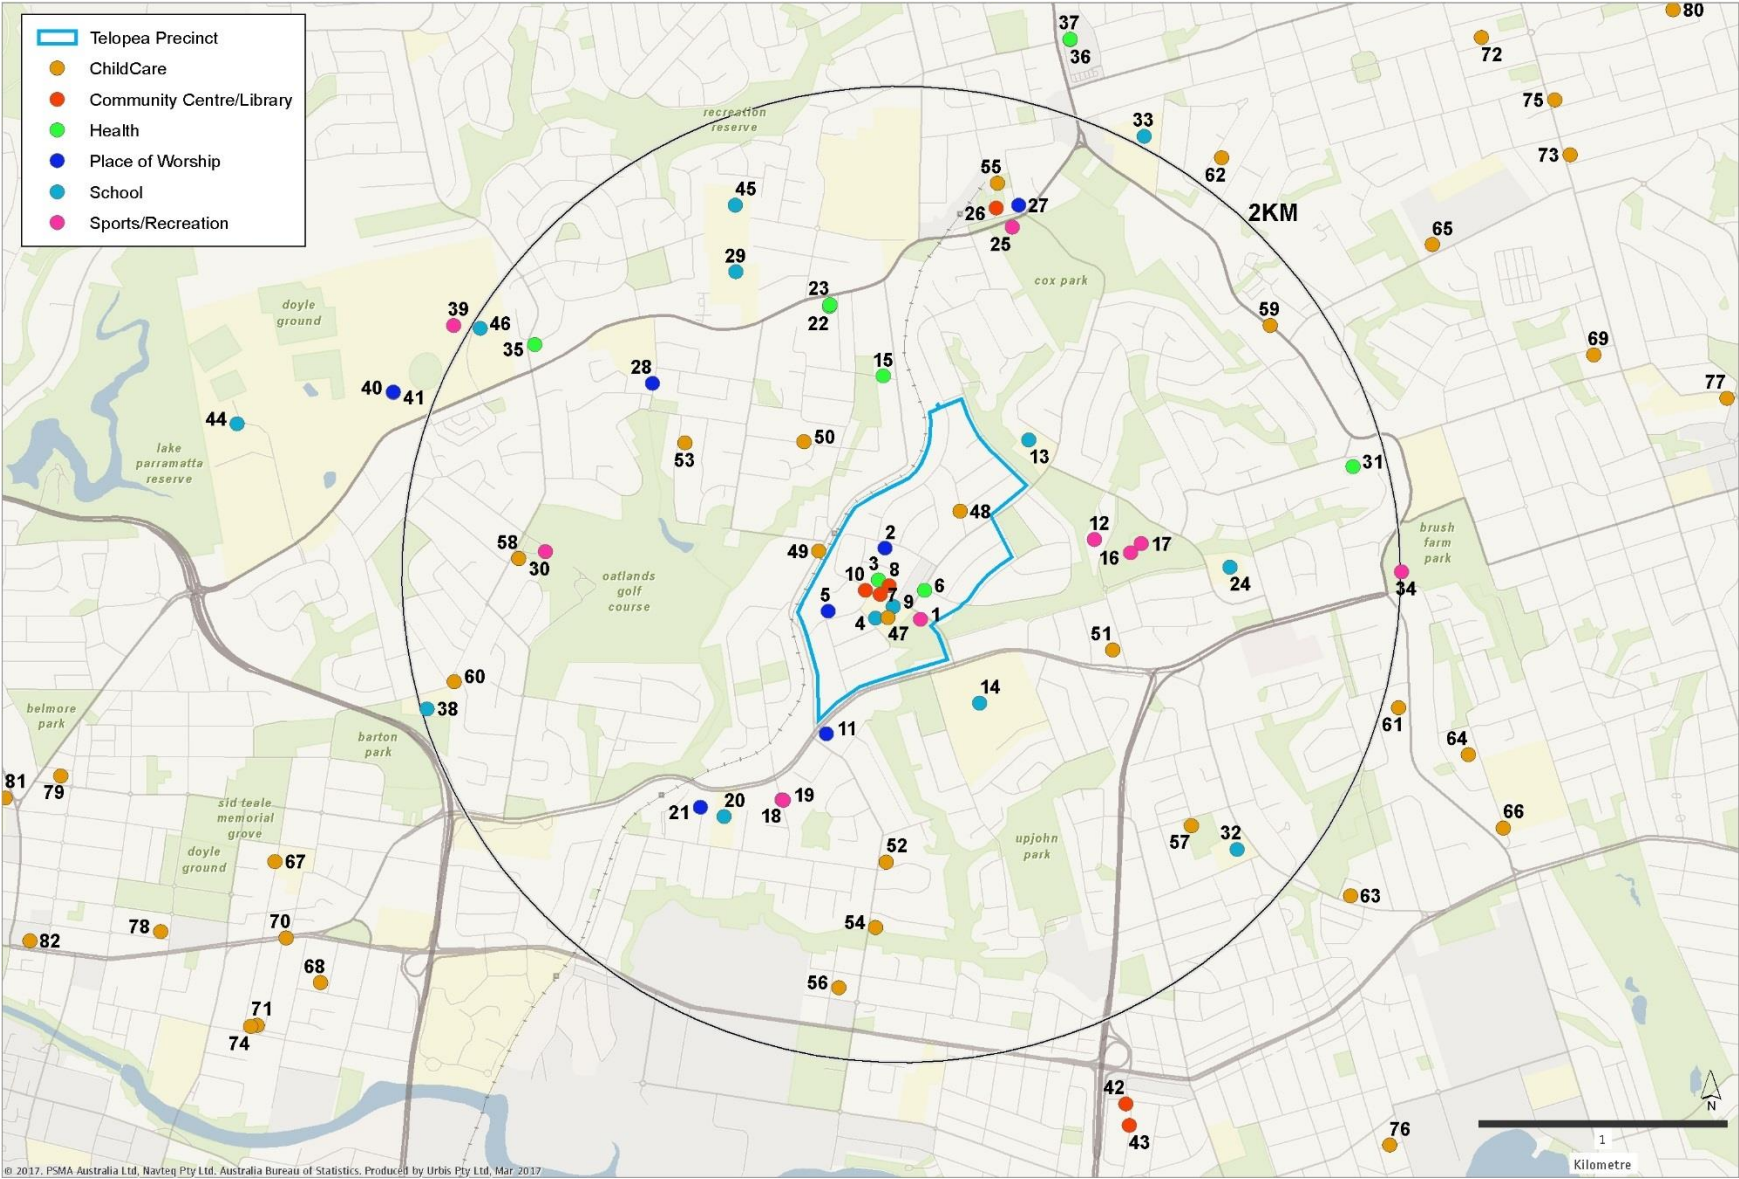 Telopea Precinct
ChildCare
Community Centre/Library
Health
Place of Worship
School
Sports/Recreation
37
36
80
72
75
73
33
62
2KM
recreation
reserve
55
26
27
25
45
29
65
cox park
23
22
59
doyle
ground
39
46
35
69
15
28
40
41
77
44
50
53
13
31
lake
parramatta
reserve
48
12
17
16
brush
farm
park
2
49
58
30
3
8
10
6
24
34
oatlands
golf
course
5
7
9
4
47
1
51
60
38
14
61
belmore
park
barton
park
11
64
81
79
19
18
20
21
66
sid teale
memorial
grove
doyle
ground
upjohn
park
57
32
67
52
63
78
70
82
54
68
56
71
74
42
43
76
N
1
Kilometre
© 2017. PSMA Australia Ltd, Navteq Pty Ltd. Australia Bureau of Statistics. Produced by Urbis Pty Ltd, Mar 2017